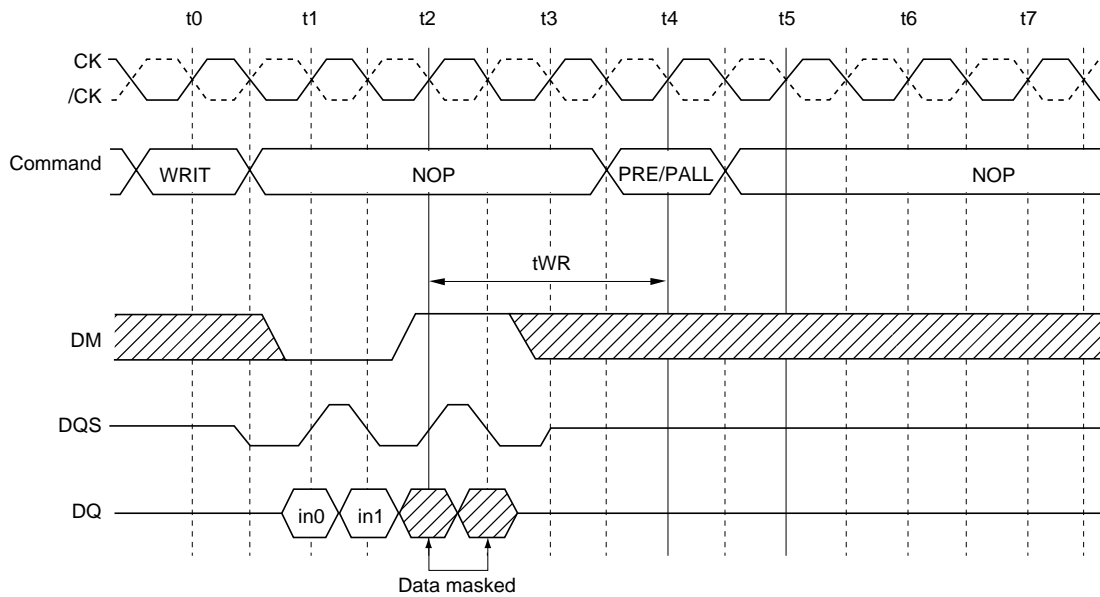 t0 t1 t2 t3 t4 t5 t6 t7
CK
/CK
Command WRIT NOP PRE/PALL NOP
tWR
DM
DQS
DQ in0 in1
Data masked